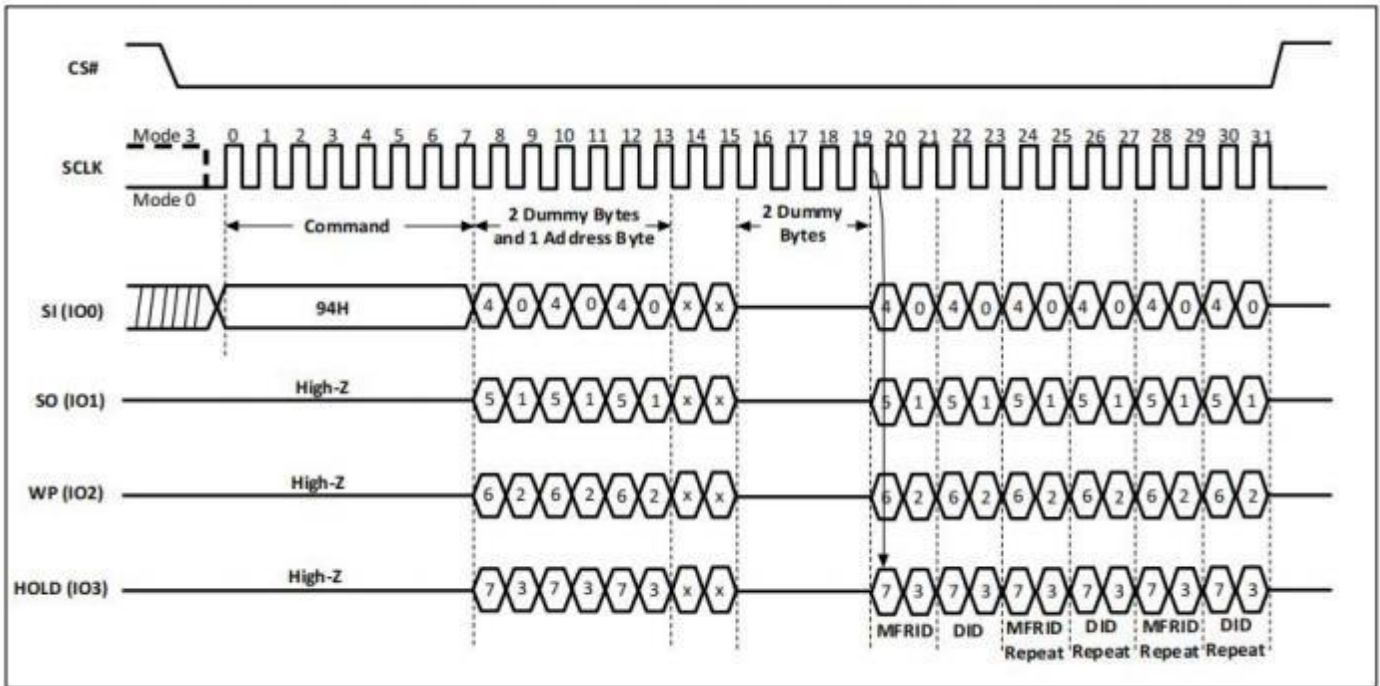 CS#
Mode 3 0 1 2 3 4 5 6 7 8 9 10 11 12 13 14 15 16 17 18 19 20 21 22 23 24 25 26 27 28 29 30 31
SCLK
Mode 0
Command
2 Dummy Bytes
and 1 Address Byte
2 Dummy
Bytes
SI (IO0) 94H 4 0 4 0 4 0 x x 4 0 4 0 4 0 4 0 4 0 4 0
SO (IO1) High-Z 5 1 5 1 5 1 x x 5 1 5 1 5 1 5 1 5 1 5 1
WP (IO2) High-Z 6 2 6 2 6 2 x x 6 2 6 2 6 2 6 2 6 2 6 2
HOLD (IO3) High-Z 7 3 7 3 7 3 x x 7 3 7 3 7 3 7 3 7 3 7 3
MFRID DID MFRID DID MFRID DID
Repeat Repeat Repeat Repeat